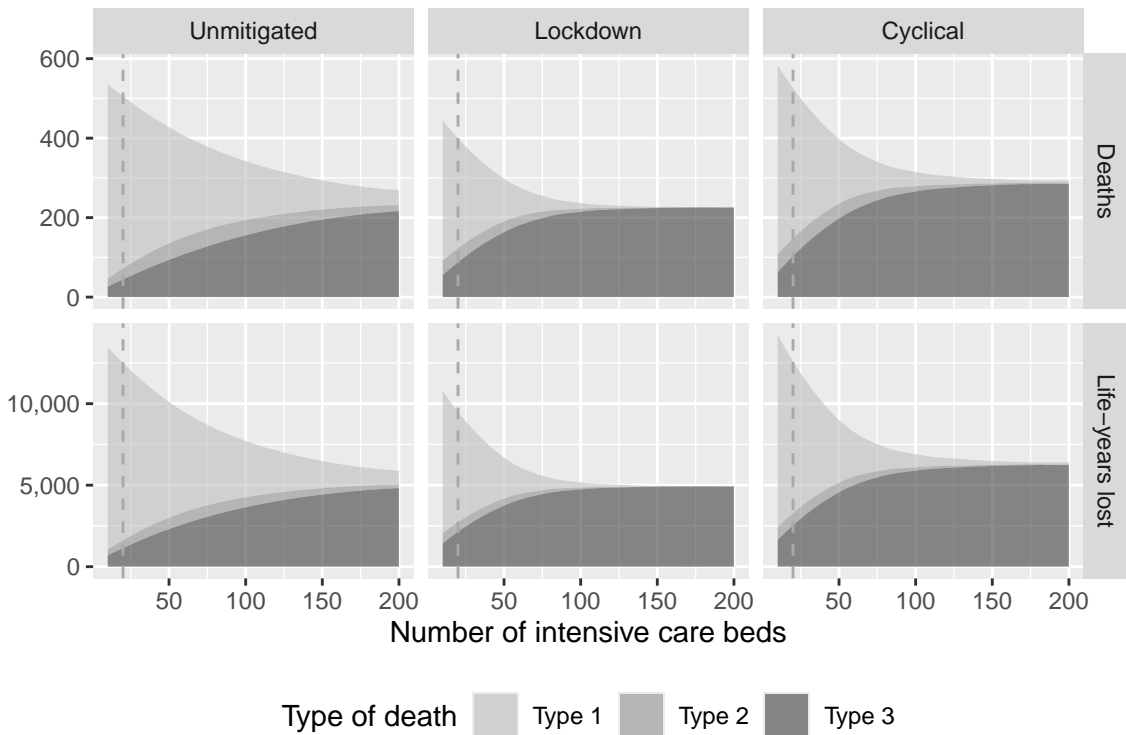 Unmitigated Lockdown Cyclical
600
400
200
0
Deaths
10,000
5,000
0
Life−years lost
50 100 150 200 50 100 150 200 50 100 150 200
Number of intensive care beds
Type of death Type 1 Type 2 Type 3